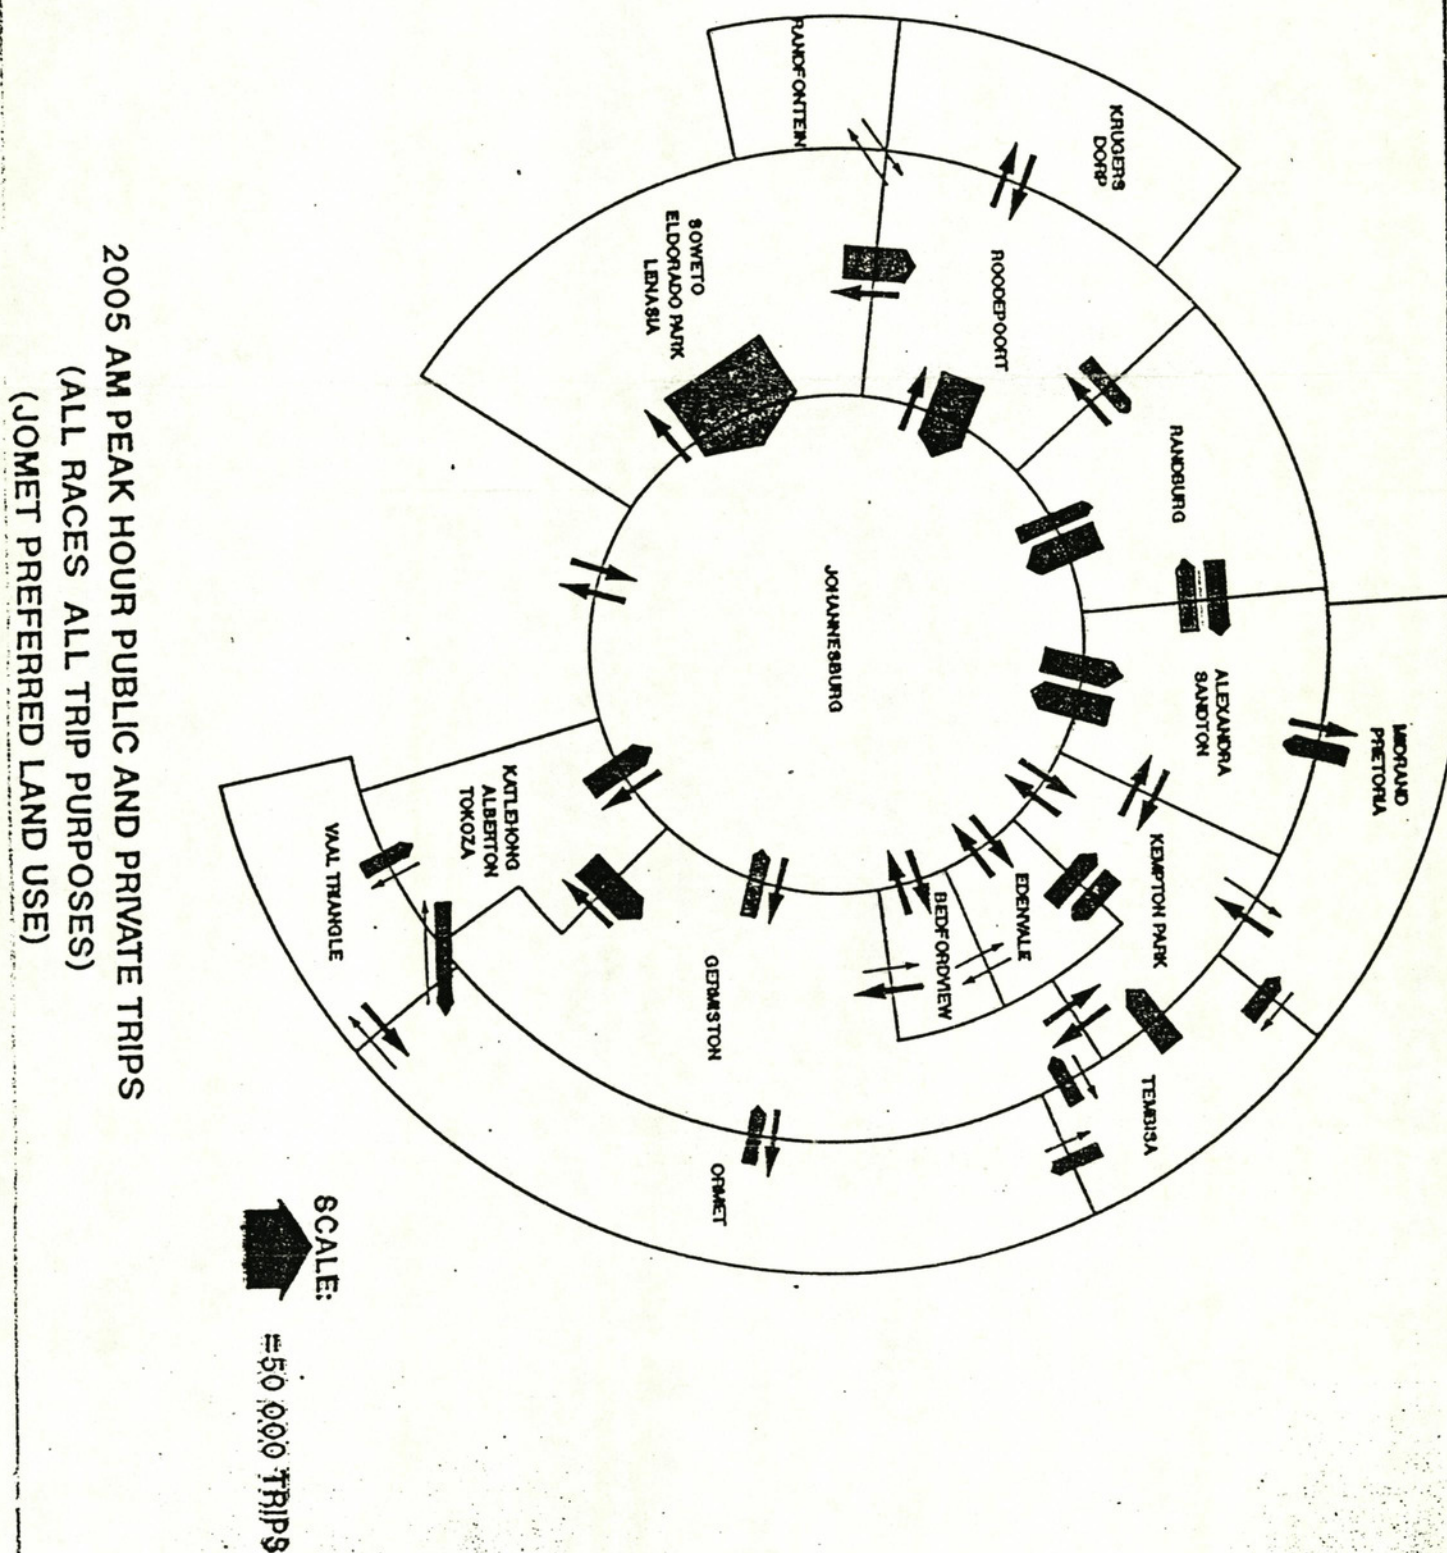 MIDRAND
PRETORIA
KRUGERS
DORP
RANDBURG
ALEXANDRA
SANDTON
KEMPTON PARK
TEMBISA
ROODEPOORT
EDENVALE
BEDFORDVIEW
RANDFONTEIN
JOHANNESBURG
SOWETO
ELDORADO PARK
LENASIA
GERMISTON
ORMET
KATLEHONG
ALBERTON
TOKOZA
VAAL TRIANGLE
SCALE:
=50 000 TRIPS
2005 AM PEAK HOUR PUBLIC AND PRIVATE TRIPS
(ALL RACES ALL TRIP PURPOSES)
(JOMET PREFERRED LAND USE)